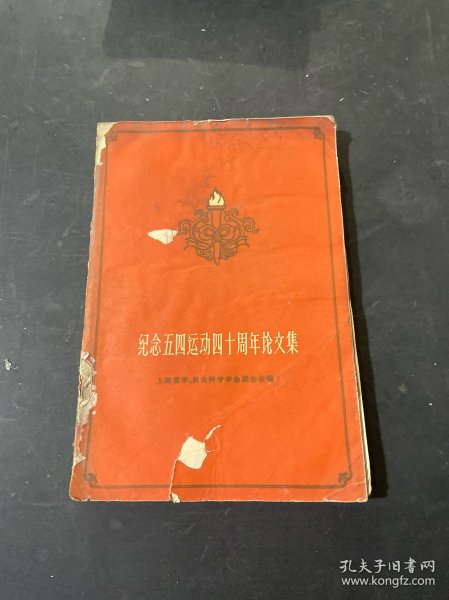 纪念五四运动四十周年论文集
上海哲学、社会科学学会联合会编
孔夫子旧书网
www.kongfz.com